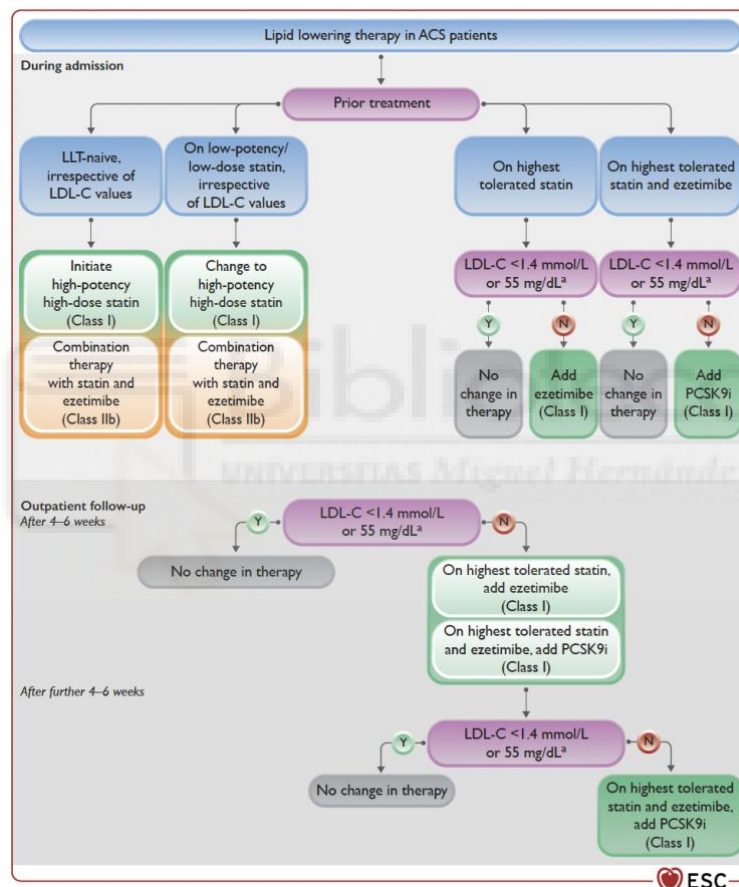 Lipid lowering therapy in ACS patients
During admission
Prior treatment
LLT-naive,
irrespective of
LDL-C values
On low-potency/
low-dose statin,
irrespective
of LDL-C values
On highest
tolerated statin
On highest tolerated
statin and ezetimibe
Initiate
high-potency
high-dose statin
(Class I)
Change to
high-potency
high-dose statin
(Class I)
LDL-C <1.4 mmol/L
or 55 mg/dLª
LDL-C <1.4 mmol/L
or 55 mg/dLª
Y
N
Y
N
Combination
therapy
with statin and
ezetimibe
(Class IIb)
Combination
therapy
with statin and
ezetimibe
(Class IIb)
No
change in
therapy
Add
ezetimibe
(Class I)
No
change in
therapy
Add
PCSK9i
(Class I)
Bibliotec
UNIVERSITAS Miguel Hernánde
Outpatient follow-up
After 4–6 weeks
Y
LDL-C <1.4 mmol/L
or 55 mg/dLª
N
No change in therapy
On highest tolerated statin,
add ezetimibe
(Class I)
On highest tolerated statin
and ezetimibe, add PCSK9i
(Class I)
After further 4–6 weeks
Y
LDL-C <1.4 mmol/L
or 55 mg/dLª
N
No change in therapy
On highest tolerated
statin and ezetimibe,
add PCSK9i
(Class I)
ESC